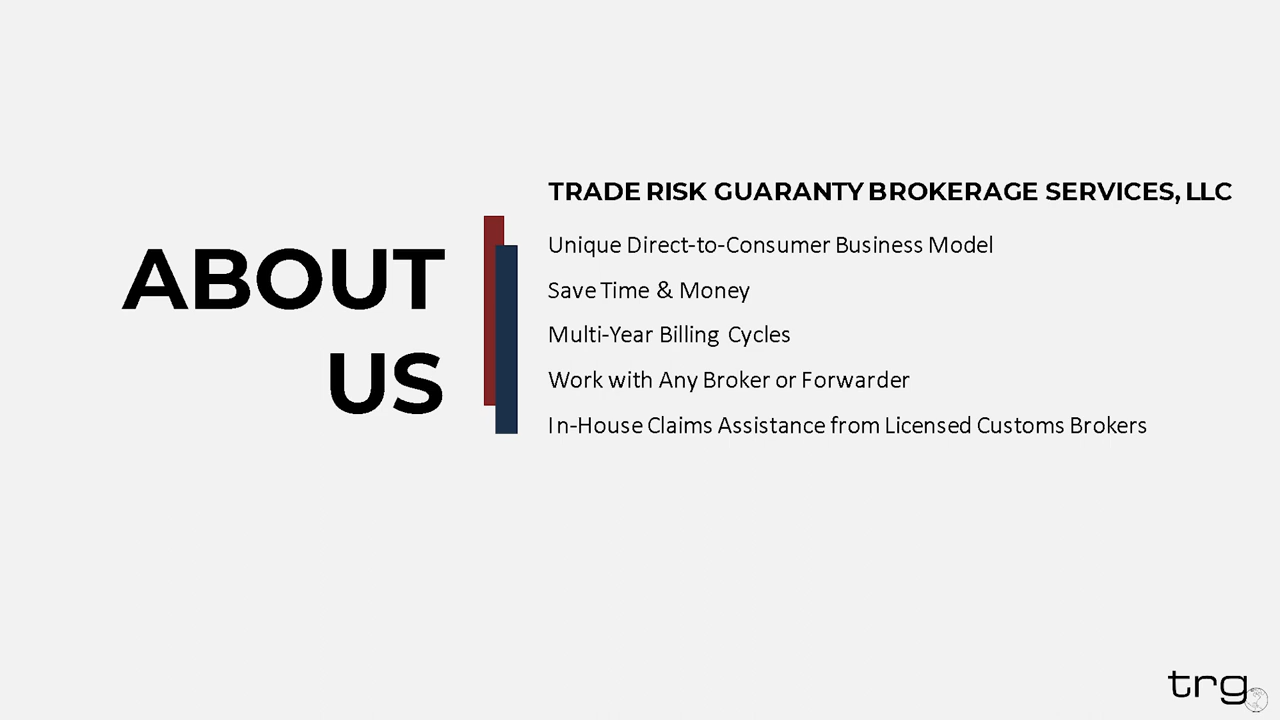 ABOUT
US
TRADE RISK GUARANTY BROKERAGE SERVICES, LLC
Unique Direct-to-Consumer Business Model
Save Time & Money
Multi-Year Billing Cycles
Work with Any Broker or Forwarder
In-House Claims Assistance from Licensed Customs Brokers
trg